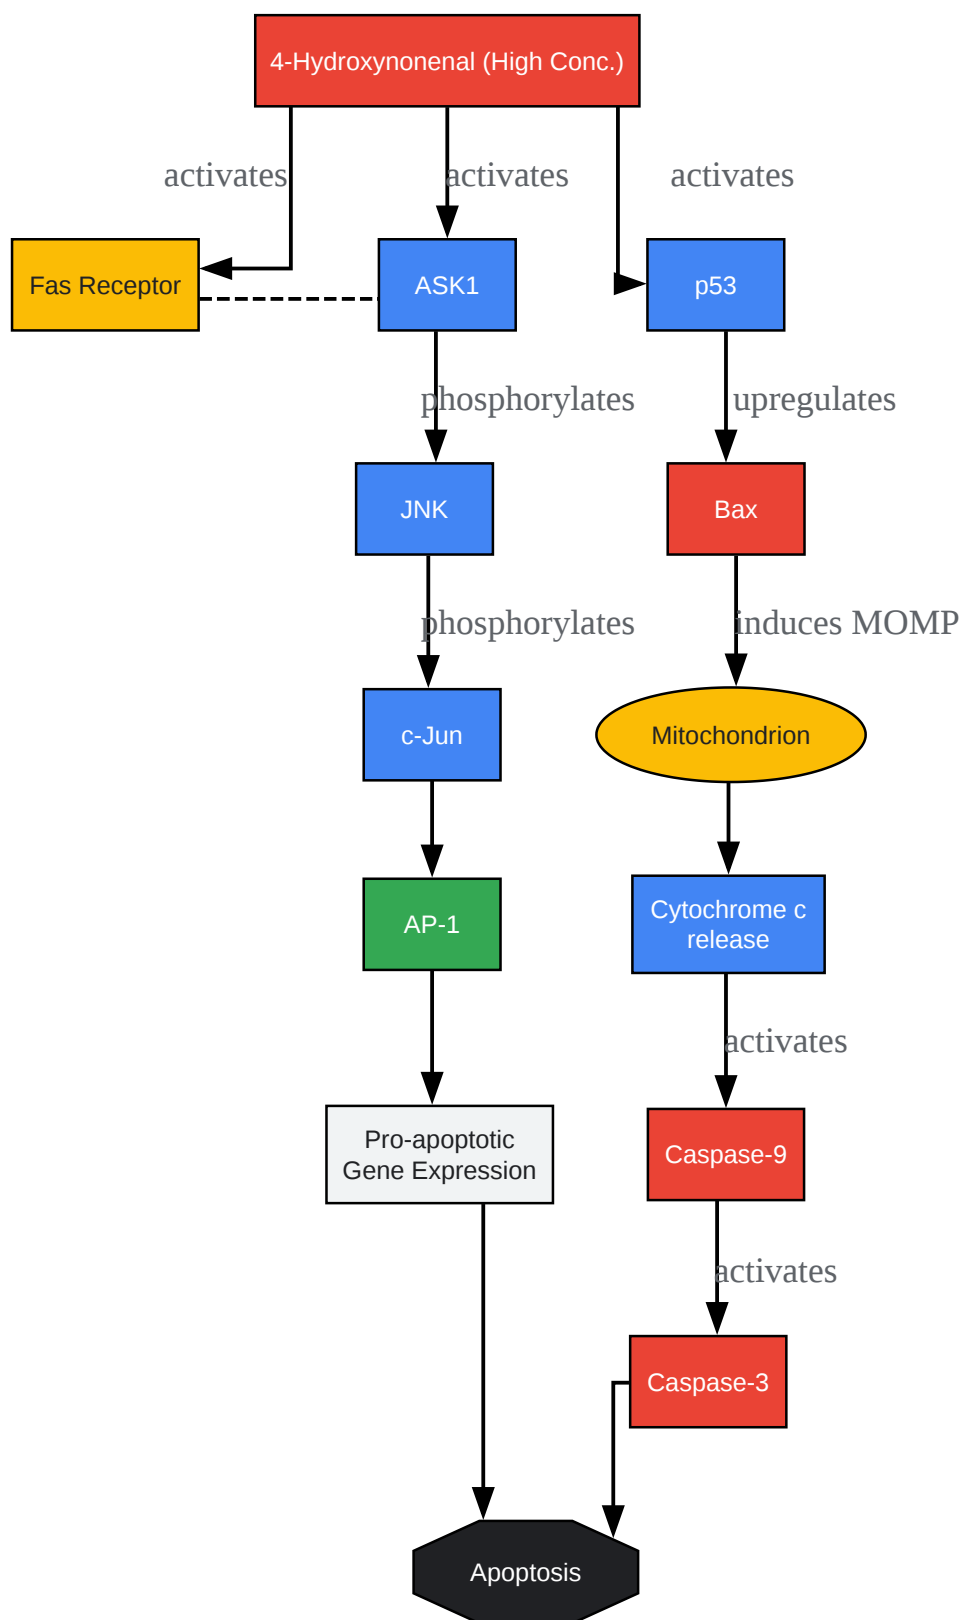 4-Hydroxynonenal (High Conc.)
activates
activates
activates
Fas Receptor
ASK1
p53
phosphorylates
upregulates
JNK
Bax
phosphorylates
induces MOMP
c-Jun
Mitochondrion
AP-1
Cytochrome c
release
activates
Pro-apoptotic
Gene Expression
Caspase-9
activates
Caspase-3
Apoptosis